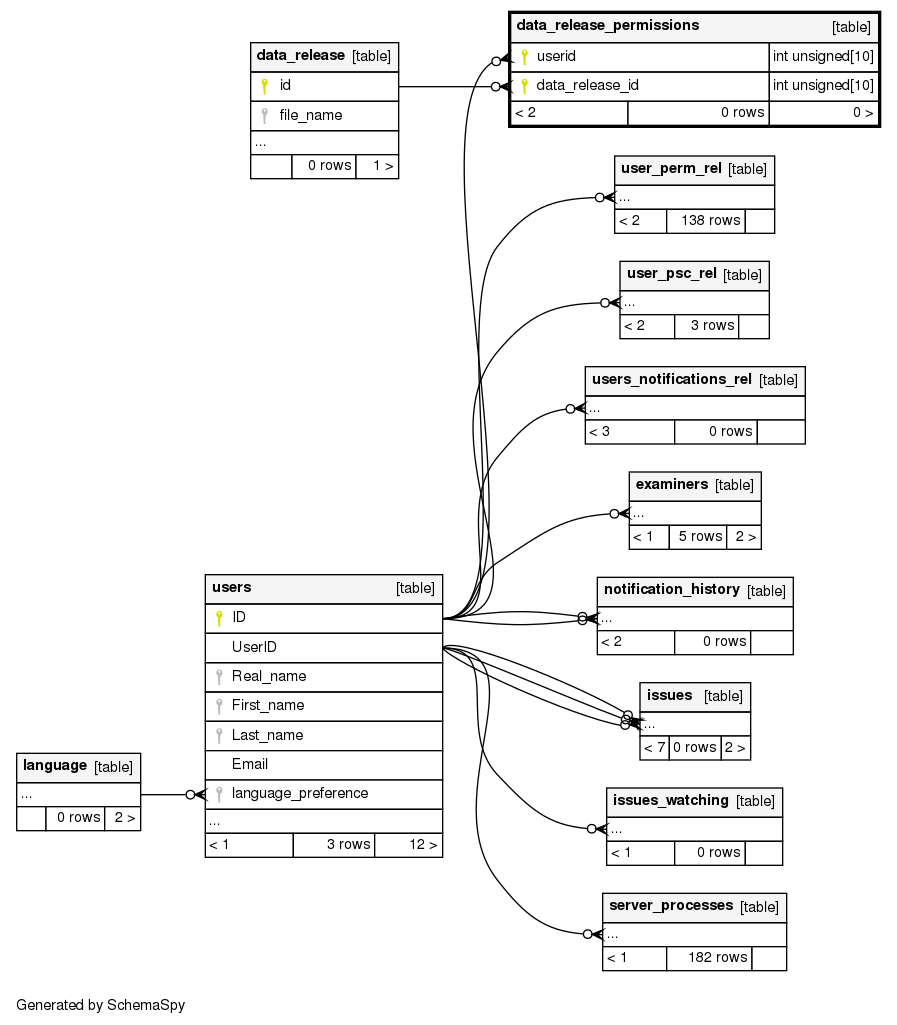 data_release_permissions [table]
userid int unsigned[10]
data_release_id int unsigned[10]
< 2 0 rows 0 >
data_release [table]
id
file_name
...
0 rows 1 >
user_perm_rel [table]
...
< 2 138 rows
user_psc_rel [table]
...
< 2 3 rows
users_notifications_rel [table]
...
< 3 0 rows
examiners [table]
...
< 1 5 rows 2 >
users [table]
ID
UserID
Real_name
First_name
Last_name
Email
language_preference
...
< 1 3 rows 12 >
notification_history [table]
...
< 2 0 rows
issues [table]
...
< 7 0 rows 2 >
language [table]
...
0 rows 2 >
issues_watching [table]
...
< 1 0 rows
server_processes [table]
...
< 1 182 rows
Generated by SchemaSpy